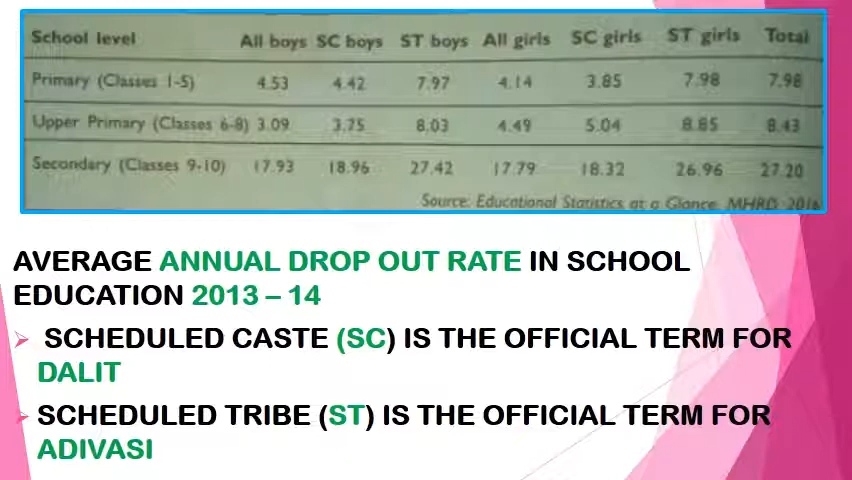 School level All boys SC boys ST boys All girls SC girls ST girls Total
Primary (Classes 1-5) 4.53 4.42 7.97 4.14 3.85 7.98 7.98
Upper Primary (Classes 6-8) 3.09 3.75 8.03 4.49 5.04 8.85 8.43
Secondary (Classes 9-10) 17.93 18.96 27.42 17.79 18.32 26.96 27.20
Source: Educational Statistics at a Glance, MHRD, 2016
AVERAGE ANNUAL DROP OUT RATE IN SCHOOL
EDUCATION 2013 – 14
SCHEDULED CASTE (SC) IS THE OFFICIAL TERM FOR
DALIT
SCHEDULED TRIBE (ST) IS THE OFFICIAL TERM FOR
ADIVASI